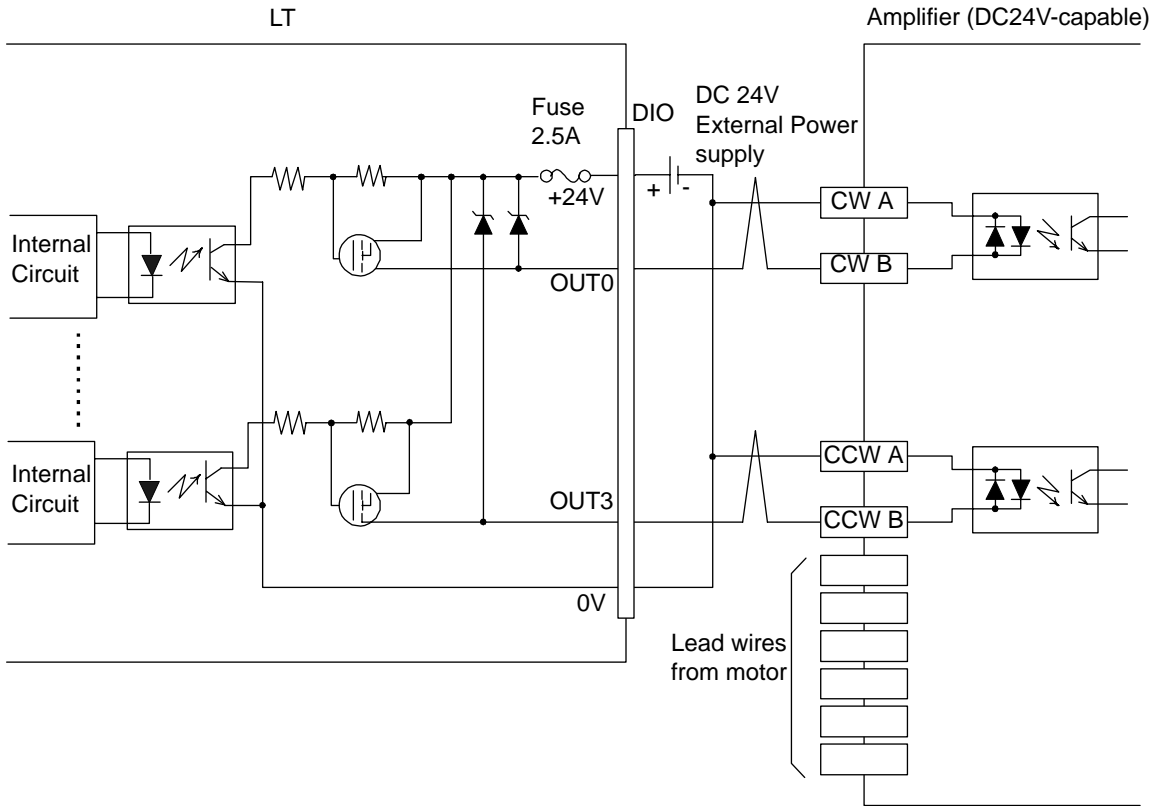 LT
Amplifier (DC24V-capable)
Fuse
2.5A
DIO
DC 24V
External Power
supply
+24V
+
-
CW A
Internal
Circuit
CW B
OUT0
CCW A
Internal
Circuit
OUT3
CCW B
0V
Lead wires
from motor